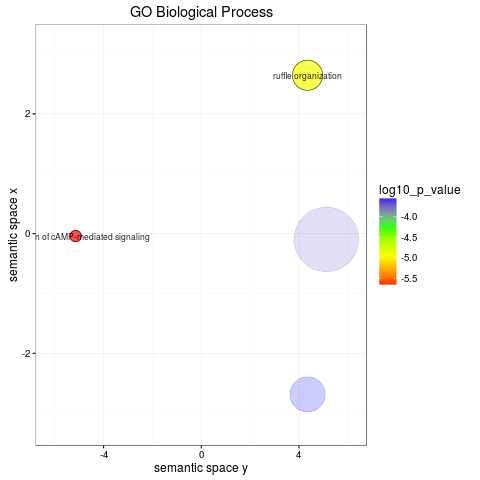 GO Biological Process
ruffle organization
n of cAMP-mediated signaling
semantic space x
2
0
-2
-4
0
4
semantic space y
log10_p_value
-4.0
-4.5
-5.0
-5.5